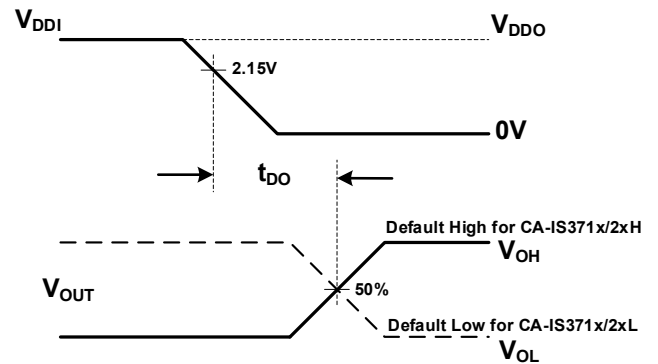 VDDI
VDDO
2.15V
0V
tDO
Default High for CA-IS371x/2xH
VOH
VOUT
50%
Default Low for CA-IS371x/2xL
VOL